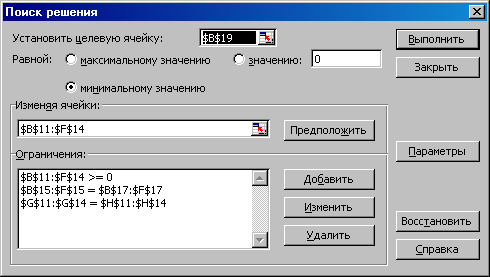 Поиск решения
Установить целевую ячейку: $B$19
Равной: максимальному значению значению: 0
минимальному значению
Изменяя ячейки:
$B$11:$F$14
Предположить
Ограничения:
$B$11:$F$14 >= 0
$B$15:$F$15 = $B$17:$F$17
$G$11:$G$14 = $H$11:$H$14
Добавить
Изменить
Удалить
Выполнить
Закрыть
Параметры
Восстановить
Справка